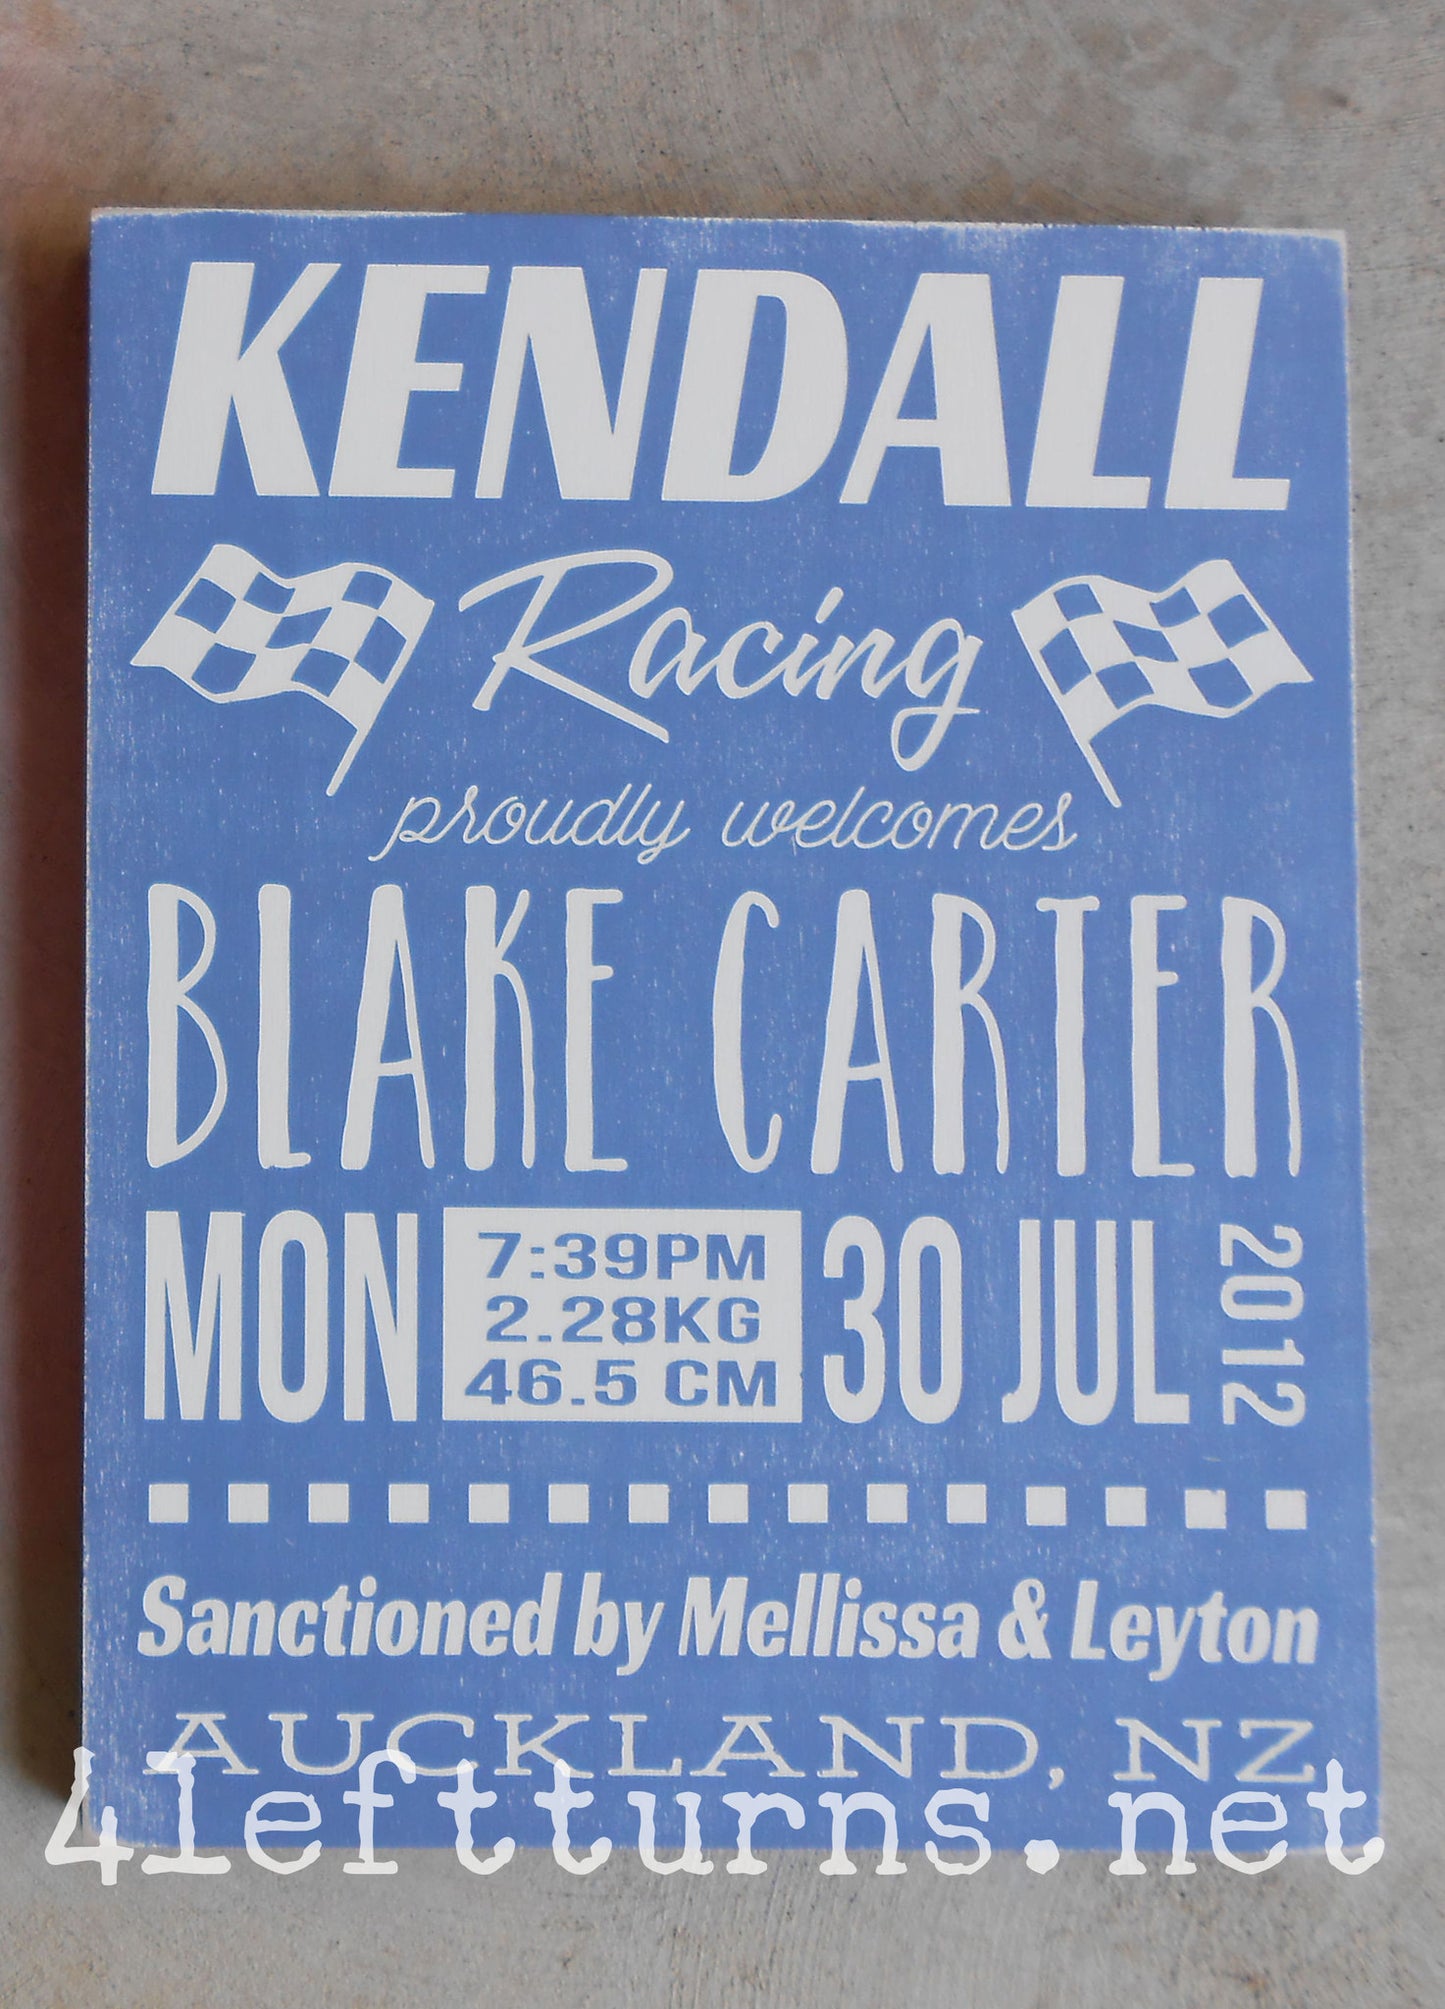 KENDALL
Racing
proudly welcomes
BLAKE CARTER
MON
7:39PM
2.28KG
46.5 CM
30 JUL
2012
Sanctioned by Mellissa & Leyton
AUCKLAND, NZ
4leftturns.net